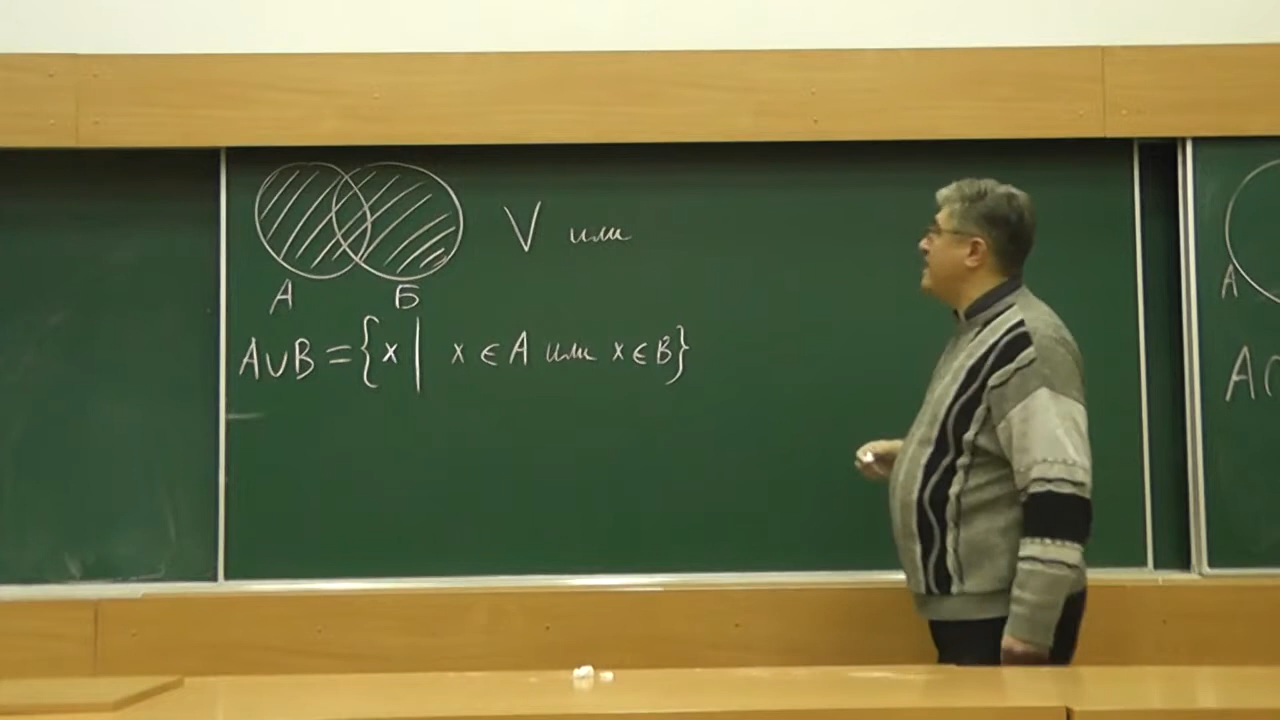 V или
А Б
A∪B = {x | x ∈ A или x ∈ B}
A
A∩